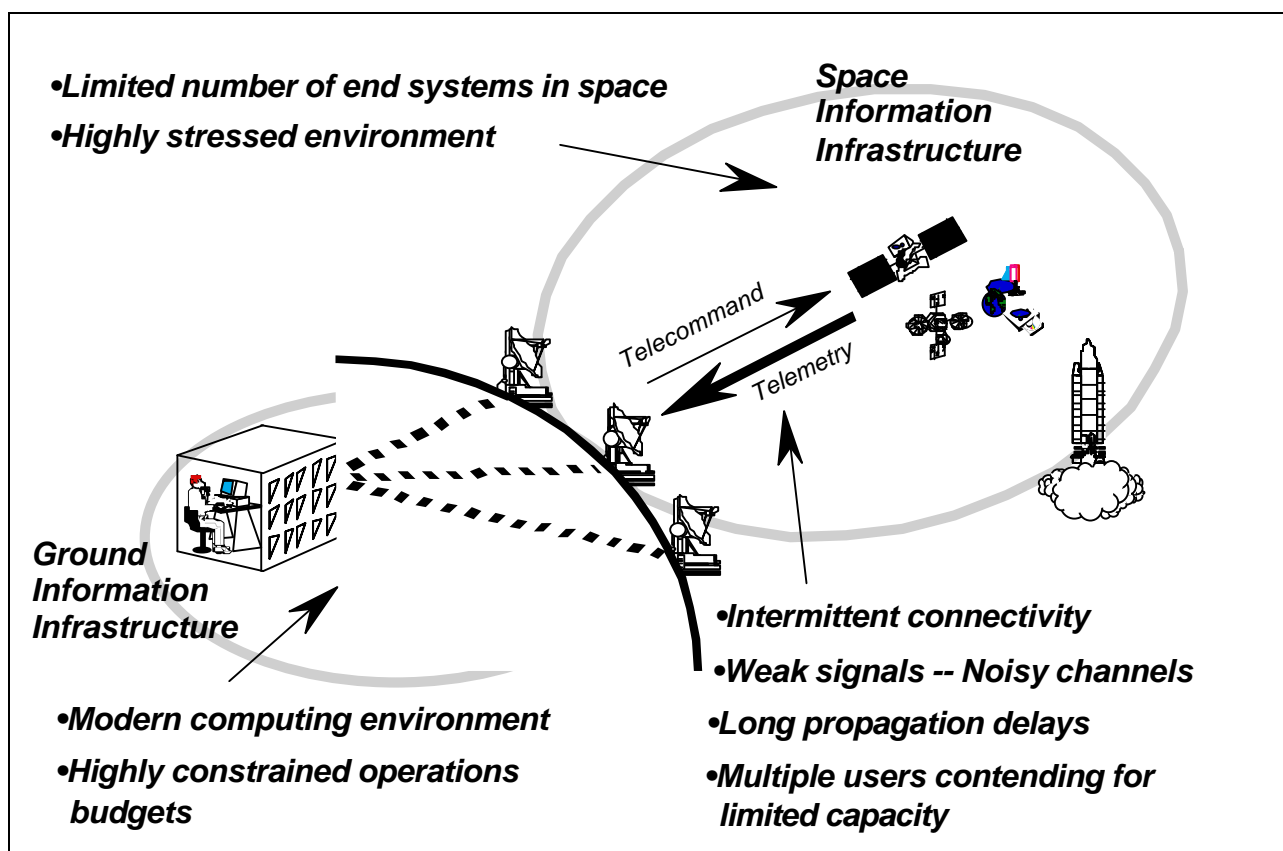 •Limited number of end systems in space
•Highly stressed environment
Space
Information
Infrastructure
Telecommand
Telemetry
Ground
Information
Infrastructure
•Modern computing environment
•Highly constrained operations
budgets
•Intermittent connectivity
•Weak signals -- Noisy channels
•Long propagation delays
•Multiple users contending for
limited capacity